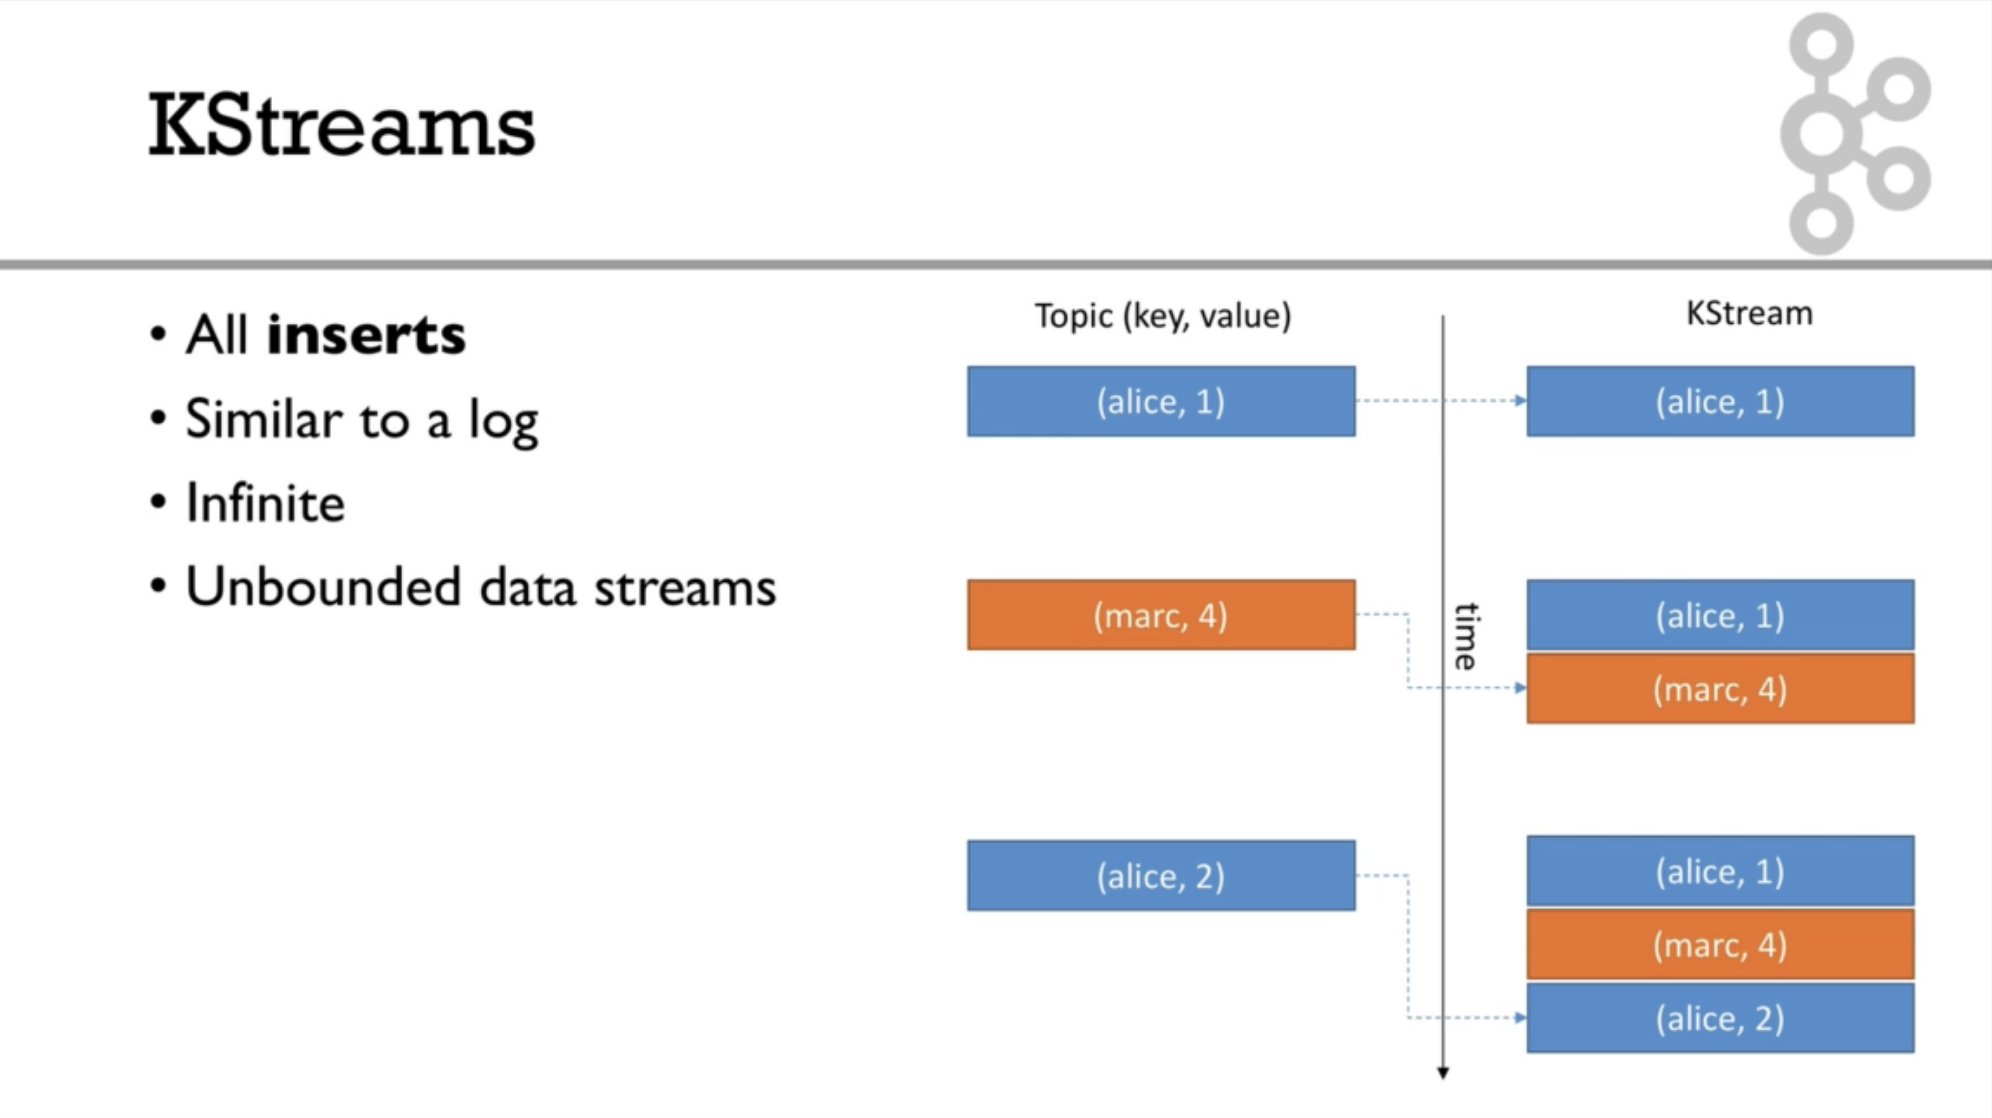 KStreams
• All inserts
• Similar to a log
• Infinite
• Unbounded data streams
Topic (key, value)
KStream
(alice, 1)
(alice, 1)
(marc, 4)
time
(alice, 1)
(marc, 4)
(alice, 2)
(alice, 1)
(marc, 4)
(alice, 2)